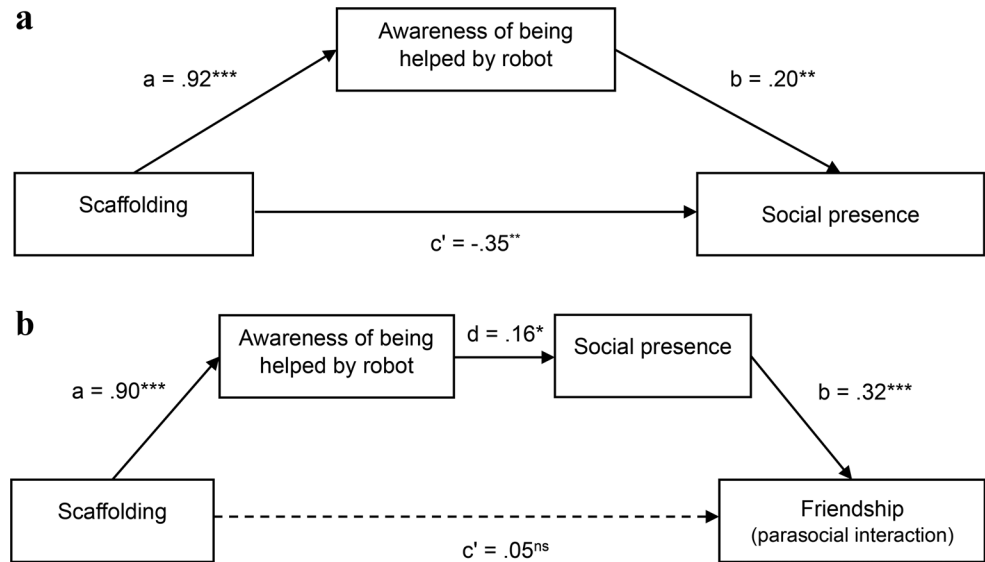 a
Awareness of being
helped by robot
a = .92***
b = .20**
Scaffolding
Social presence
c' = -.35**
b
Awareness of being
helped by robot
d = .16*
Social presence
a = .90***
b = .32***
Scaffolding
Friendship
(parasocial interaction)
c' = .05ns